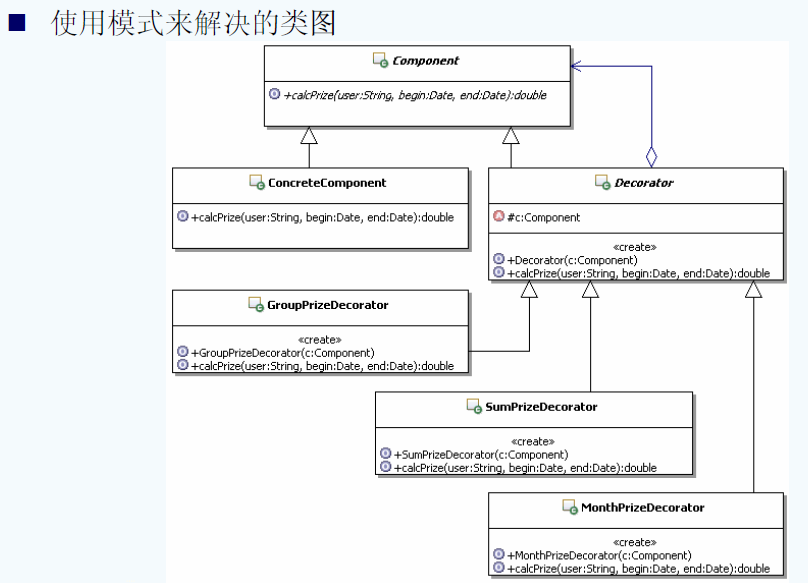 使用模式来解决的类图
Component
+calcPrize(user:String, begin:Date, end:Date):double
ConcreteComponent
+calcPrize(user:String, begin:Date, end:Date):double
Decorator
#c:Component
«create»
+Decorator(c:Component)
+calcPrize(user:String, begin:Date, end:Date):double
GroupPrizeDecorator
«create»
+GroupPrizeDecorator(c:Component)
+calcPrize(user:String, begin:Date, end:Date):double
SumPrizeDecorator
«create»
+SumPrizeDecorator(c:Component)
+calcPrize(user:String, begin:Date, end:Date):double
MonthPrizeDecorator
«create»
+MonthPrizeDecorator(c:Component)
+calcPrize(user:String, begin:Date, end:Date):double